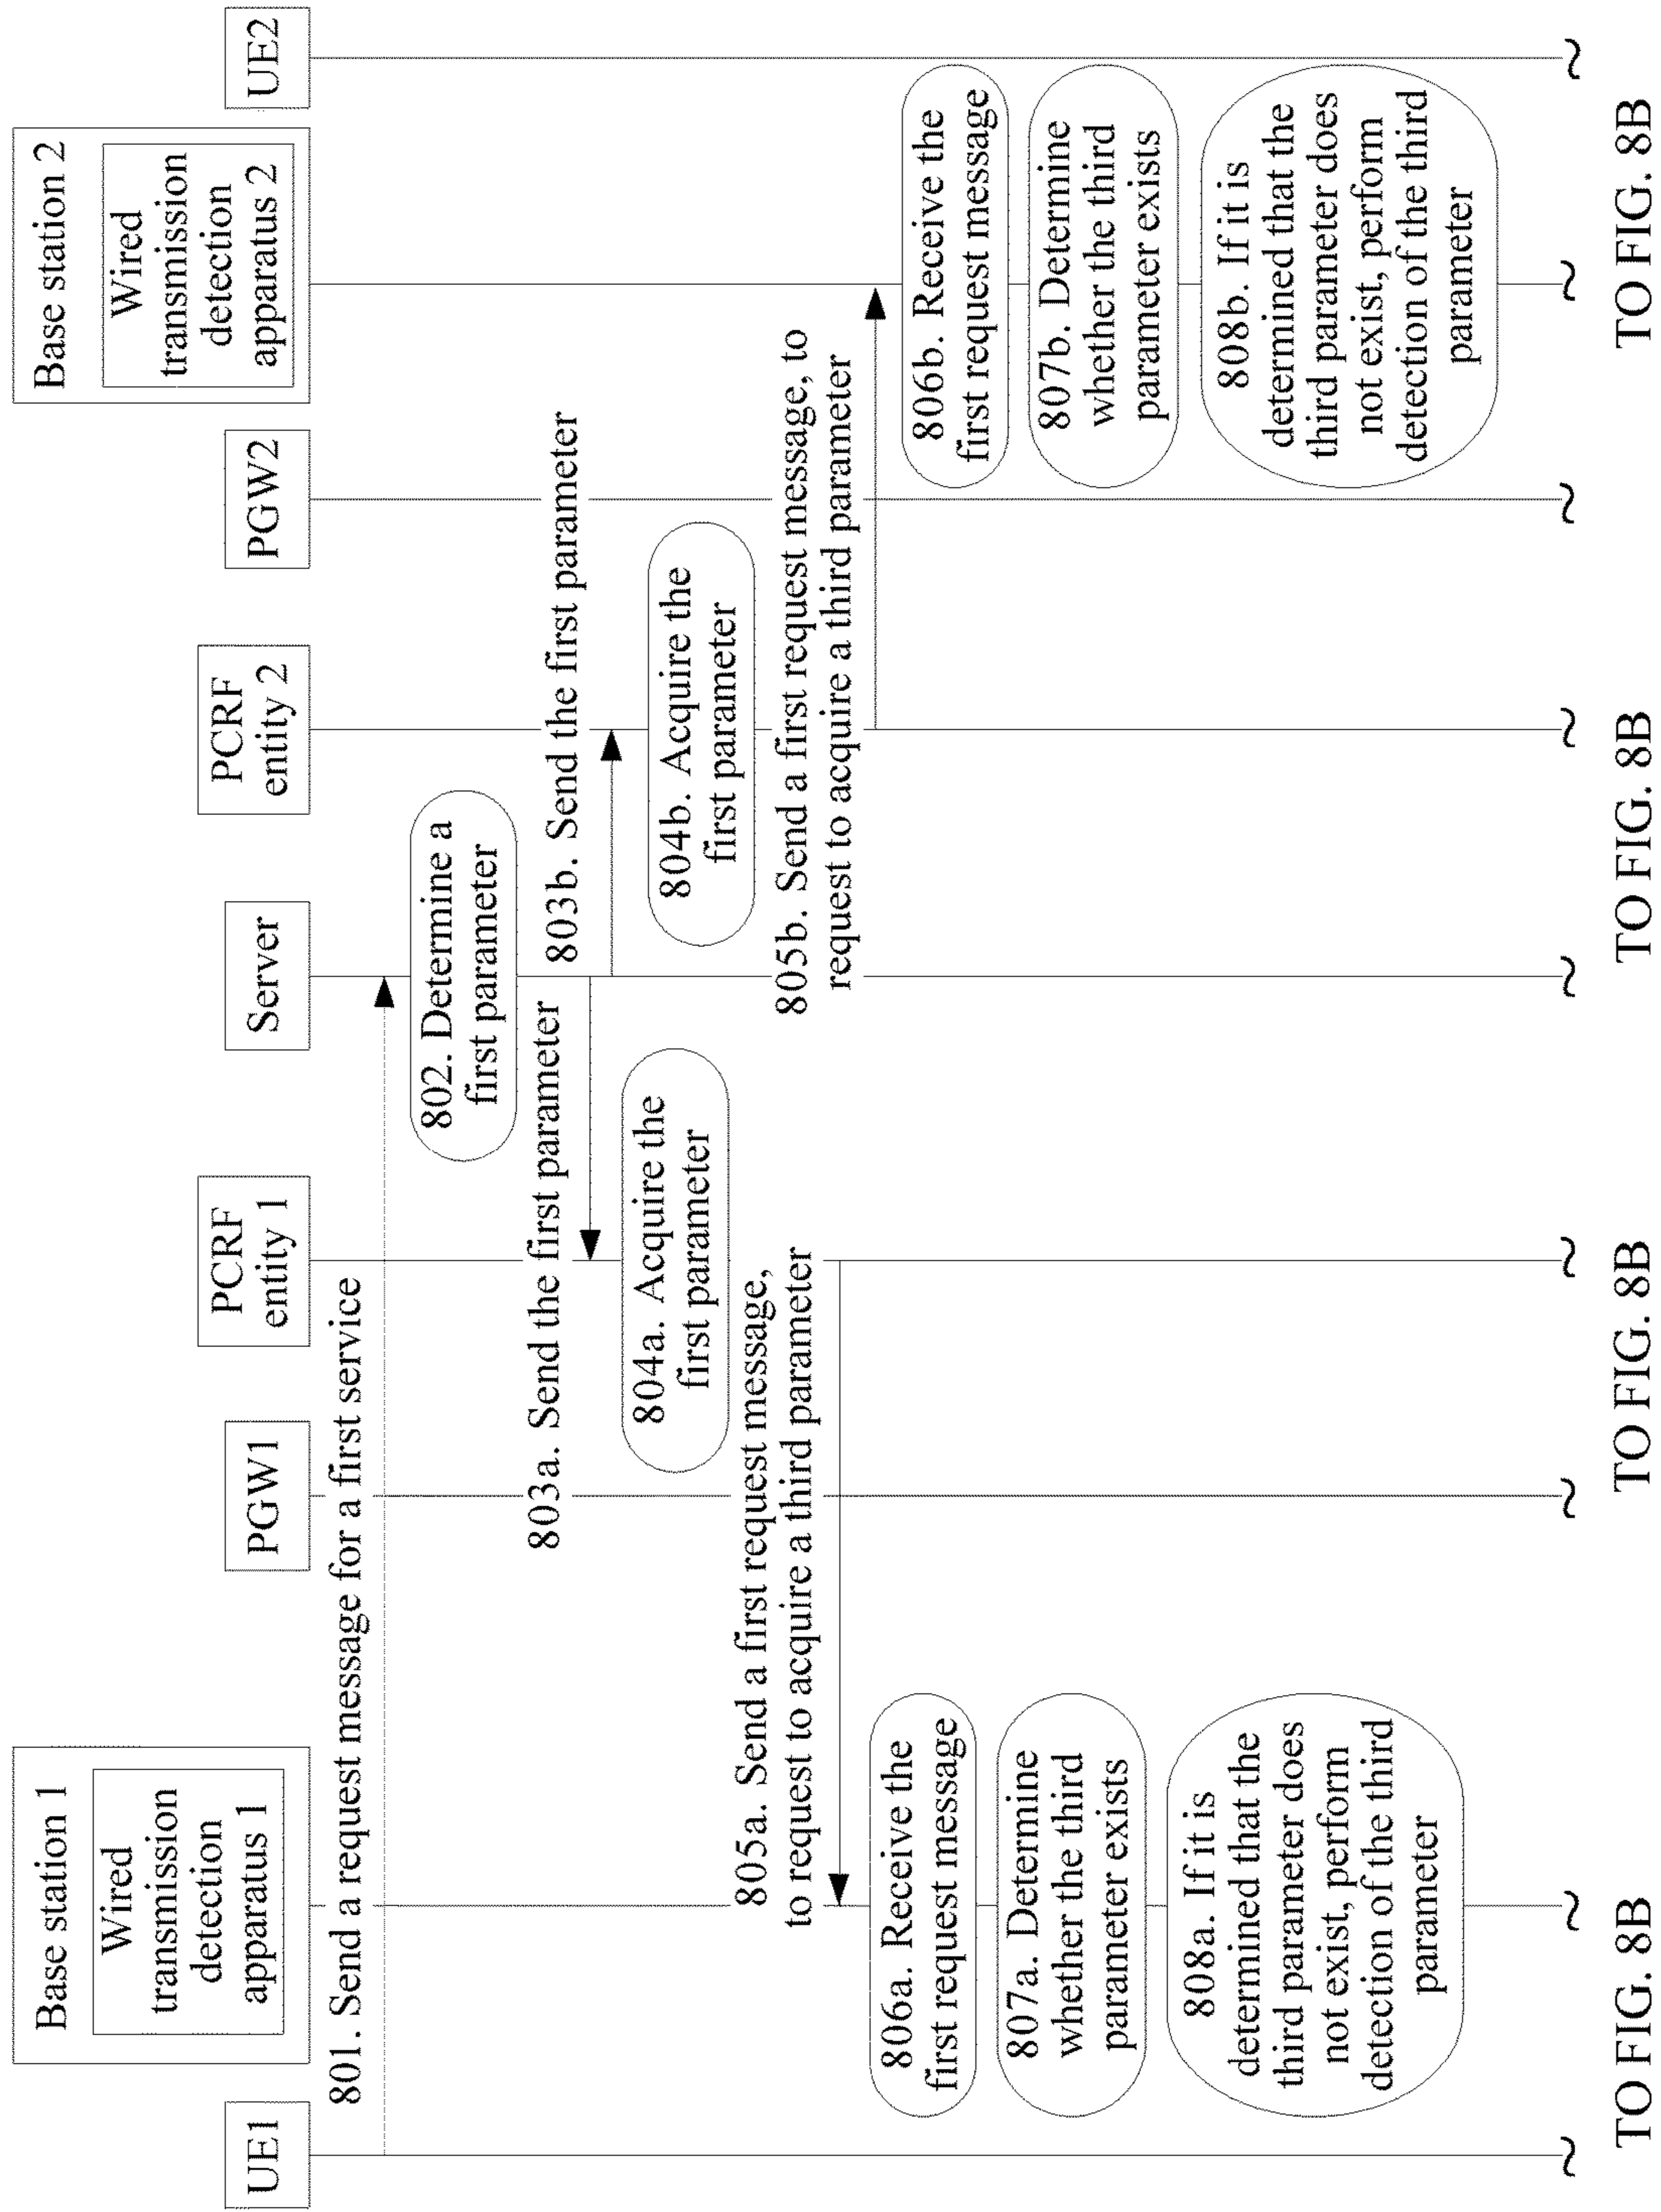 UE1
Base station 1
Wired
transmission
detection
apparatus 1
PGW1
PCRF
entity 1
Server
PCRF
entity 2
PGW2
Base station 2
Wired
transmission
detection
apparatus 2
UE2
801. Send a request message for a first service
802. Determine a
first parameter
803a. Send the first parameter
803b. Send the first parameter
804a. Acquire the
first parameter
804b. Acquire the
first parameter
805a. Send a first request message,
to request to acquire a third parameter
805b. Send a first request message, to
request to acquire a third parameter
806a. Receive the
first request message
806b. Receive the
first request message
807a. Determine
whether the third
parameter exists
807b. Determine
whether the third
parameter exists
808a. If it is
determined that the
third parameter does
not exist, perform
detection of the third
parameter
808b. If it is
determined that the
third parameter does
not exist, perform
detection of the third
parameter
TO FIG. 8B
TO FIG. 8B
TO FIG. 8B
TO FIG. 8B